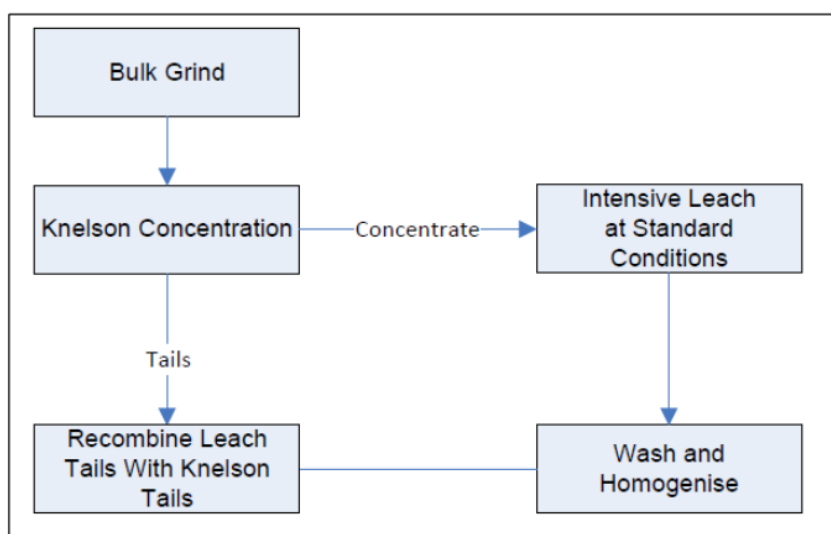 Bulk Grind
Knelson Concentration
Concentrate
Intensive Leach
at Standard
Conditions
Tails
Recombine Leach
Tails With Knelson
Tails
Wash and
Homogenise